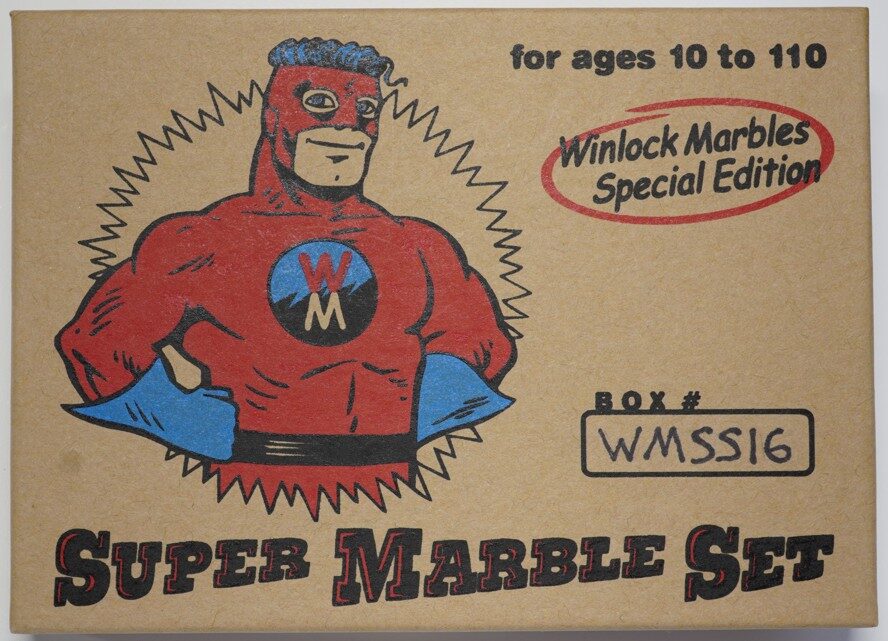 for ages 10 to 110
Winlock Marbles
Special Edition
W
M
BOX #
WMSS16
SUPER MARBLE SET